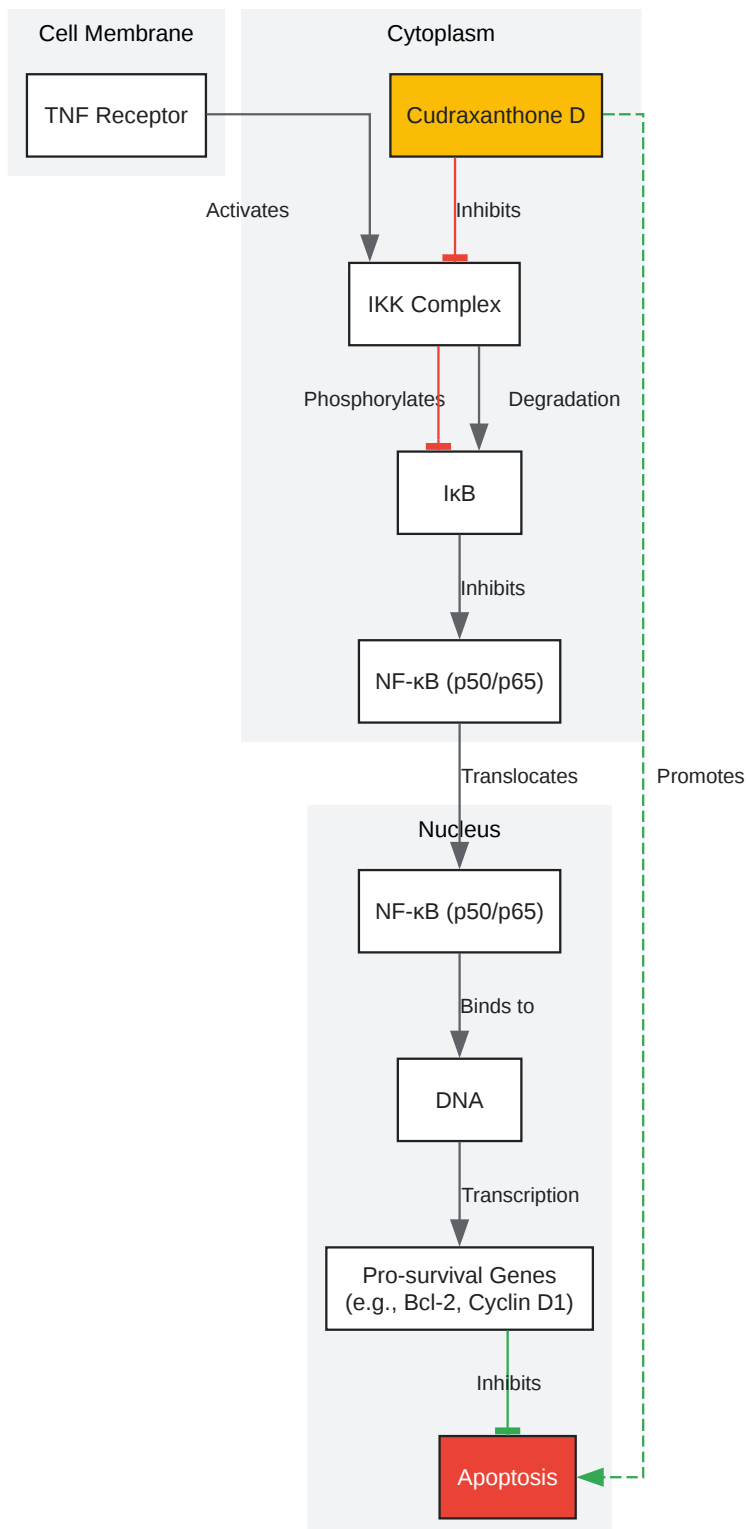 Cell Membrane
Cytoplasm
TNF Receptor
Cudraxanthone D
Activates
Inhibits
IKK Complex
Phosphorylates
Degradation
IκB
Inhibits
NF-κB (p50/p65)
Translocates
Promotes
Nucleus
NF-κB (p50/p65)
Binds to
DNA
Transcription
Pro-survival Genes
(e.g., Bcl-2, Cyclin D1)
Inhibits
Apoptosis